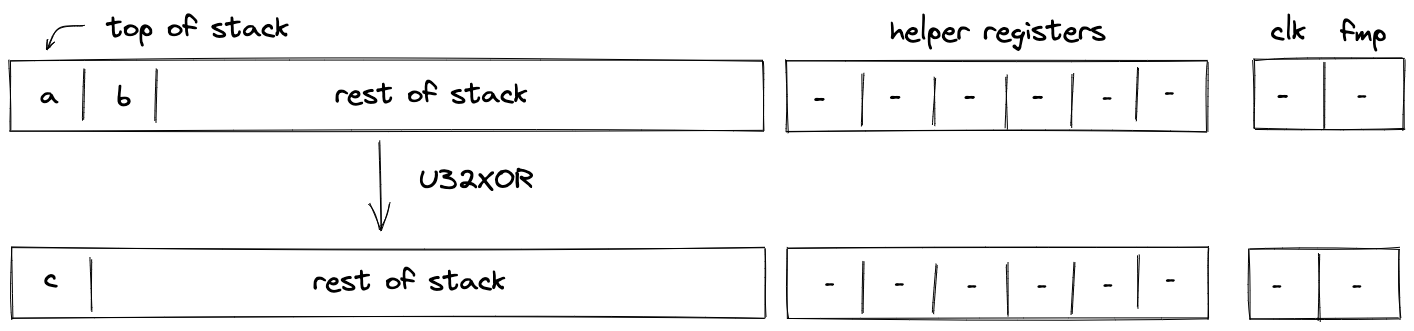 top of stack helper registers clk fmp
a b rest of stack - - - - - - - -
U32XOR
c rest of stack - - - - - - - -